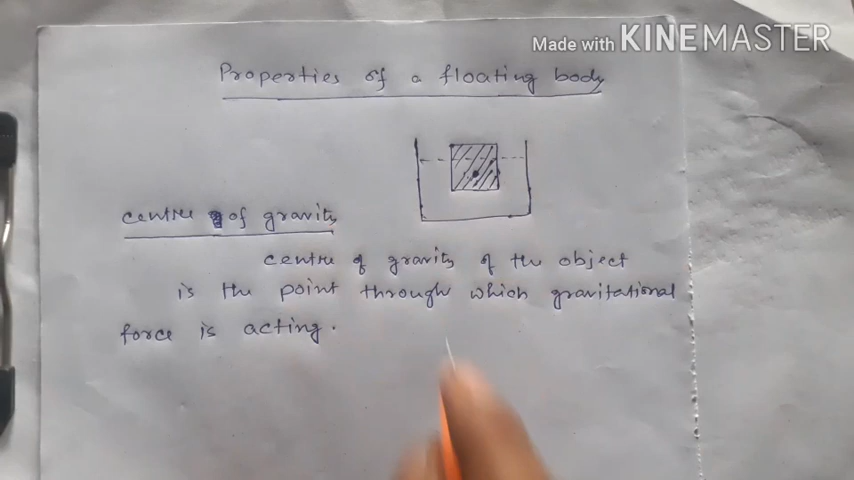 Made with KINEMASTER
Properties of a floating body
centre of gravity
centre of gravity of the object
is the point through which gravitational
force is acting.